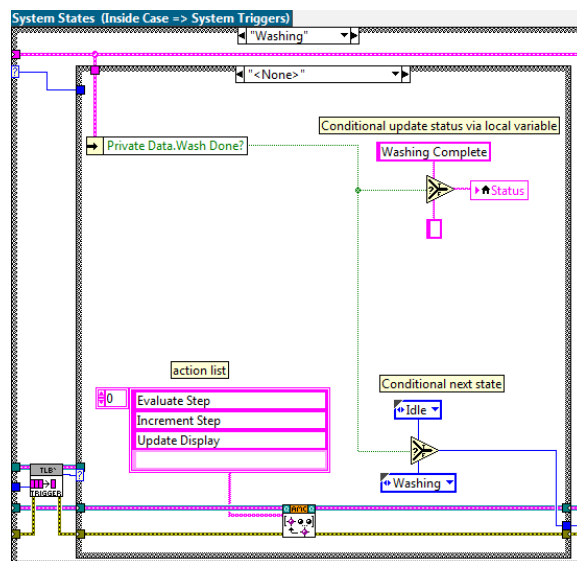 System States (Inside Case => System Triggers)
"Washing"
"<None>"
?
Conditional update status via local variable
Private Data.Wash Done?
Washing Complete
?
Status
action list
Conditional next state
0
Evaluate Step
Increment Step
Update Display
Idle
?
Washing
TLB
?
TRIGGER
AMC